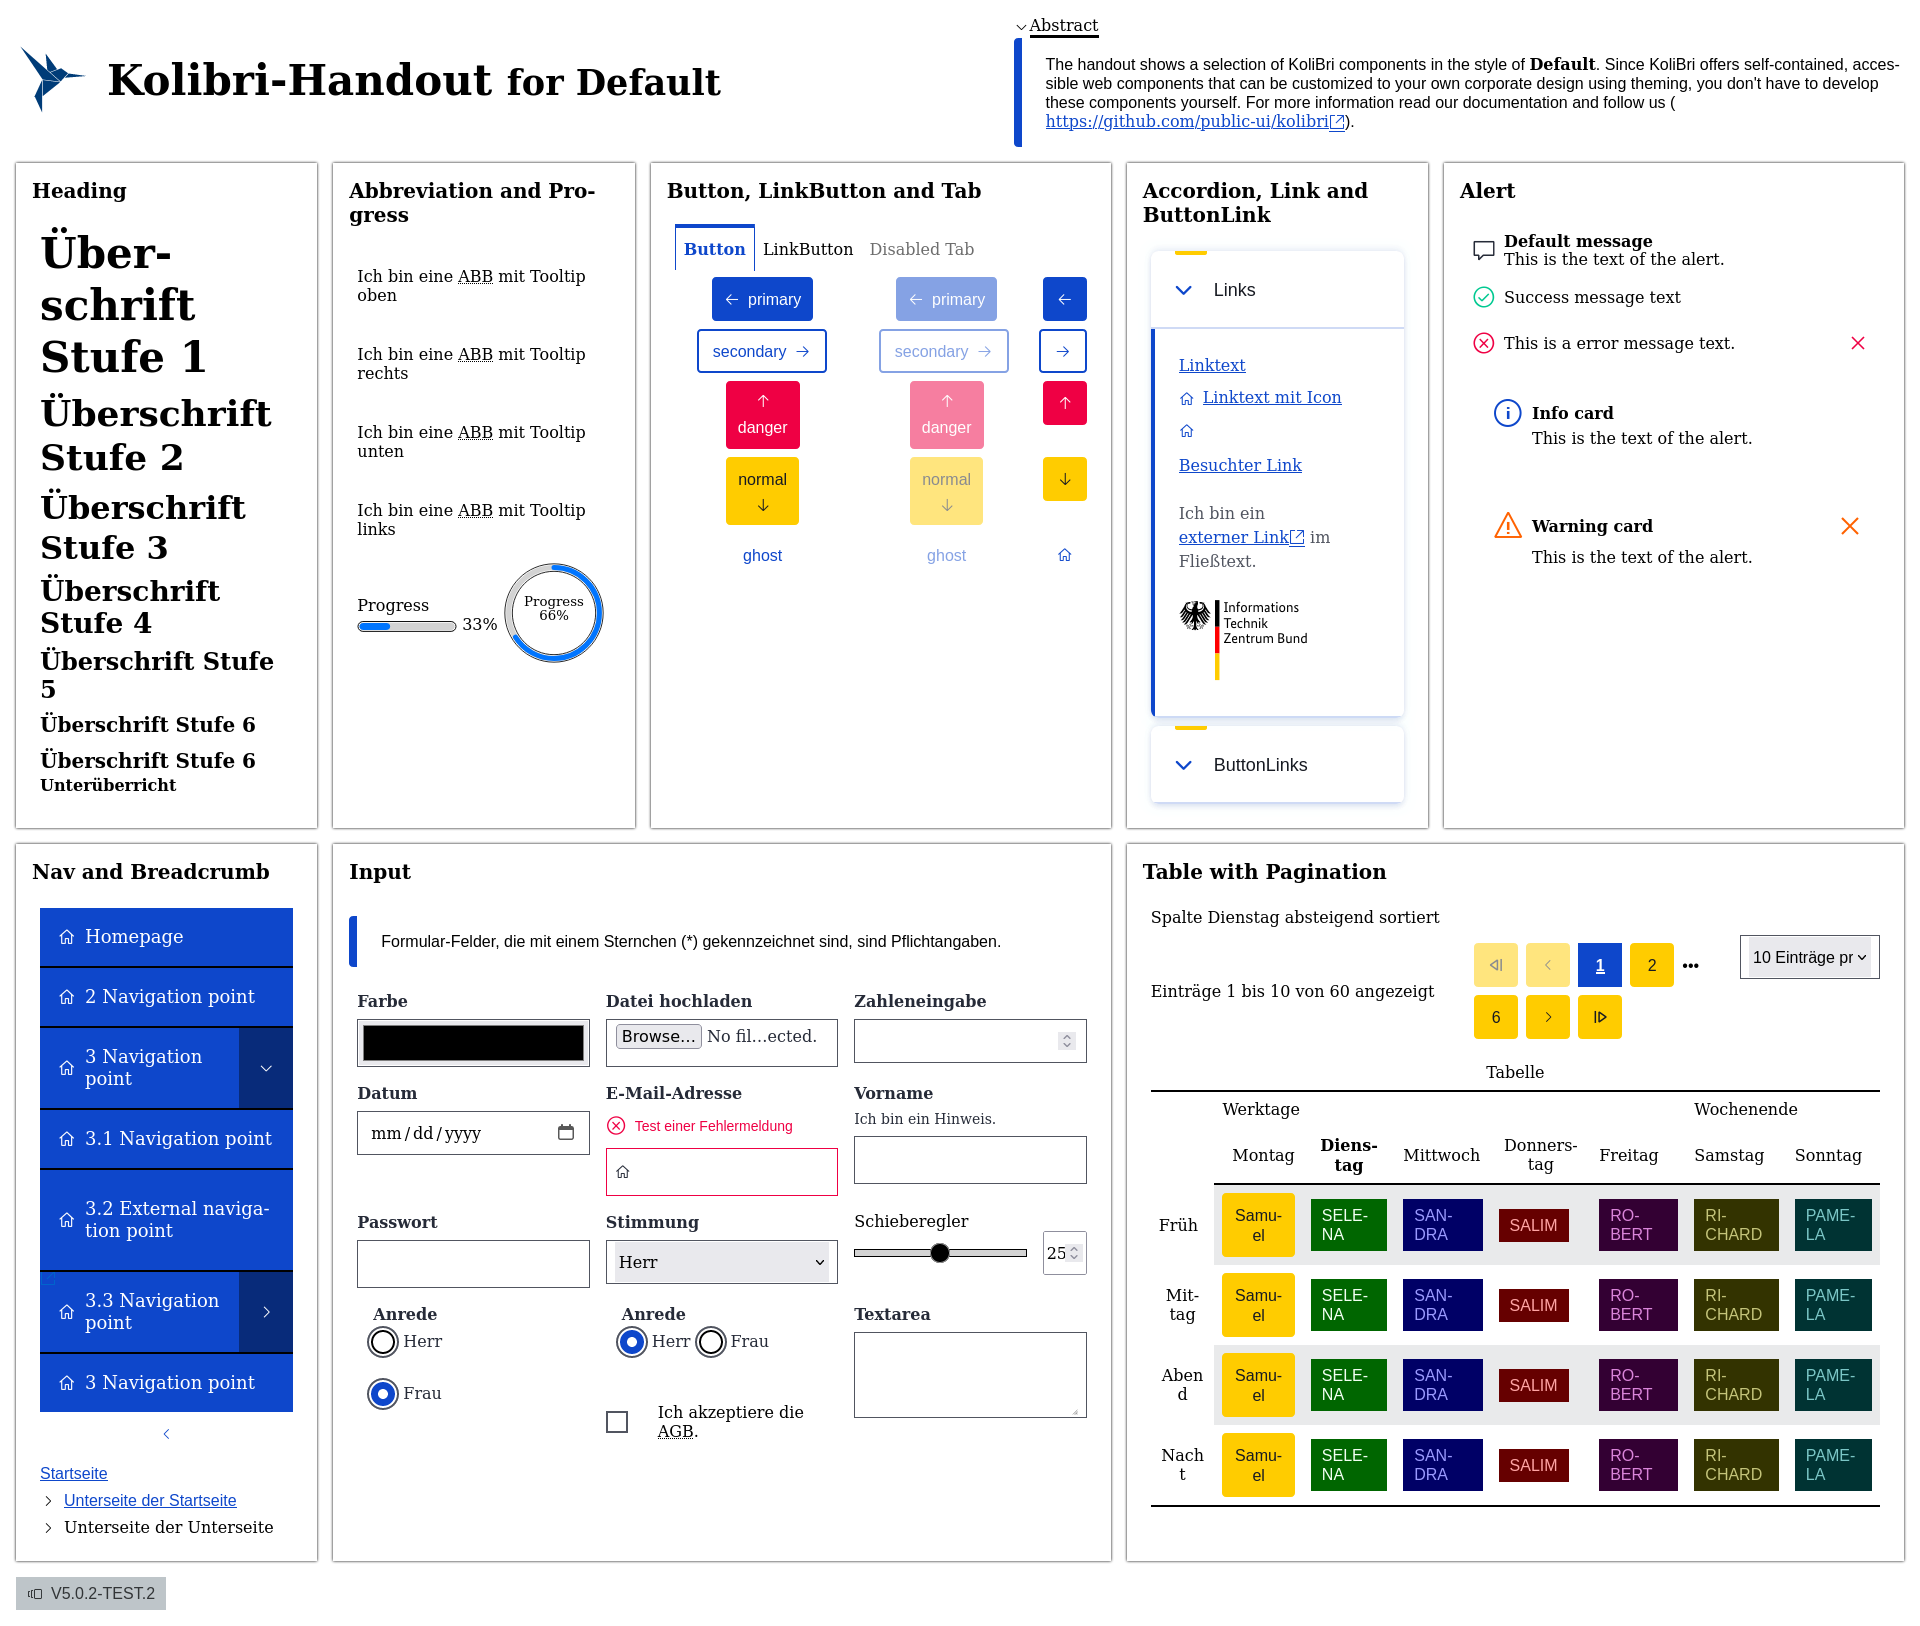 Kolibri-Handout for Default
Abstract
The handout shows a selection of KoliBri components in the style of Default. Since KoliBri offers self-contained, acces-
sible web components that can be customized to your own corporate design using theming, you don't have to develop
these components yourself. For more information read our documentation and follow us (
https://github.com/public-ui/kolibri).
Heading
Über-
schrift
Stufe 1
Überschrift
Stufe 2
Überschrift
Stufe 3
Überschrift
Stufe 4
Überschrift Stufe
5
Überschrift Stufe 6
Überschrift Stufe 6
Unterüberricht
Abbreviation and Pro-
gress
Ich bin eine ABB mit Tooltip
oben
Ich bin eine ABB mit Tooltip
rechts
Ich bin eine ABB mit Tooltip
unten
Ich bin eine ABB mit Tooltip
links
Progress
33%
Progress
66%
Button, LinkButton and Tab
Button LinkButton Disabled Tab
primary primary
secondary secondary
danger danger
normal normal
ghost ghost
Accordion, Link and
ButtonLink
Links
Linktext
Linktext mit Icon
Besuchter Link
Ich bin ein
externer Link im
Fließtext.
Informations
Technik
Zentrum Bund
ButtonLinks
Alert
Default message
This is the text of the alert.
Success message text
This is a error message text.
Info card
This is the text of the alert.
Warning card
This is the text of the alert.
Nav and Breadcrumb
Homepage
2 Navigation point
3 Navigation
point
3.1 Navigation point
3.2 External naviga-
tion point
3.3 Navigation
point
3 Navigation point
Startseite
Unterseite der Startseite
Unterseite der Unterseite
Input
Formular-Felder, die mit einem Sternchen (*) gekennzeichnet sind, sind Pflichtangaben.
Farbe
Datei hochladen
Browse... No fil...ected.
Zahleneingabe
Datum
mm/dd/yyyy
E-Mail-Adresse
Test einer Fehlermeldung
Vorname
Ich bin ein Hinweis.
Passwort
Stimmung
Herr
Schieberegler
25
Anrede
Herr
Frau
Anrede
Herr Frau
Ich akzeptiere die
AGB.
Textarea
Table with Pagination
Spalte Dienstag absteigend sortiert
Einträge 1 bis 10 von 60 angezeigt
1 2 •••
6
10 Einträge pr
Tabelle
Werktage Wochenende
Montag Diens-
tag Mittwoch Donners-
tag Freitag Samstag Sonntag
Früh Samu-
el SELE-
NA SAN-
DRA SALIM RO-
BERT RI-
CHARD PAME-
LA
Mit-
tag Samu-
el SELE-
NA SAN-
DRA SALIM RO-
BERT RI-
CHARD PAME-
LA
Aben
d Samu-
el SELE-
NA SAN-
DRA SALIM RO-
BERT RI-
CHARD PAME-
LA
Nach
t Samu-
el SELE-
NA SAN-
DRA SALIM RO-
BERT RI-
CHARD PAME-
LA
V5.0.2-TEST.2